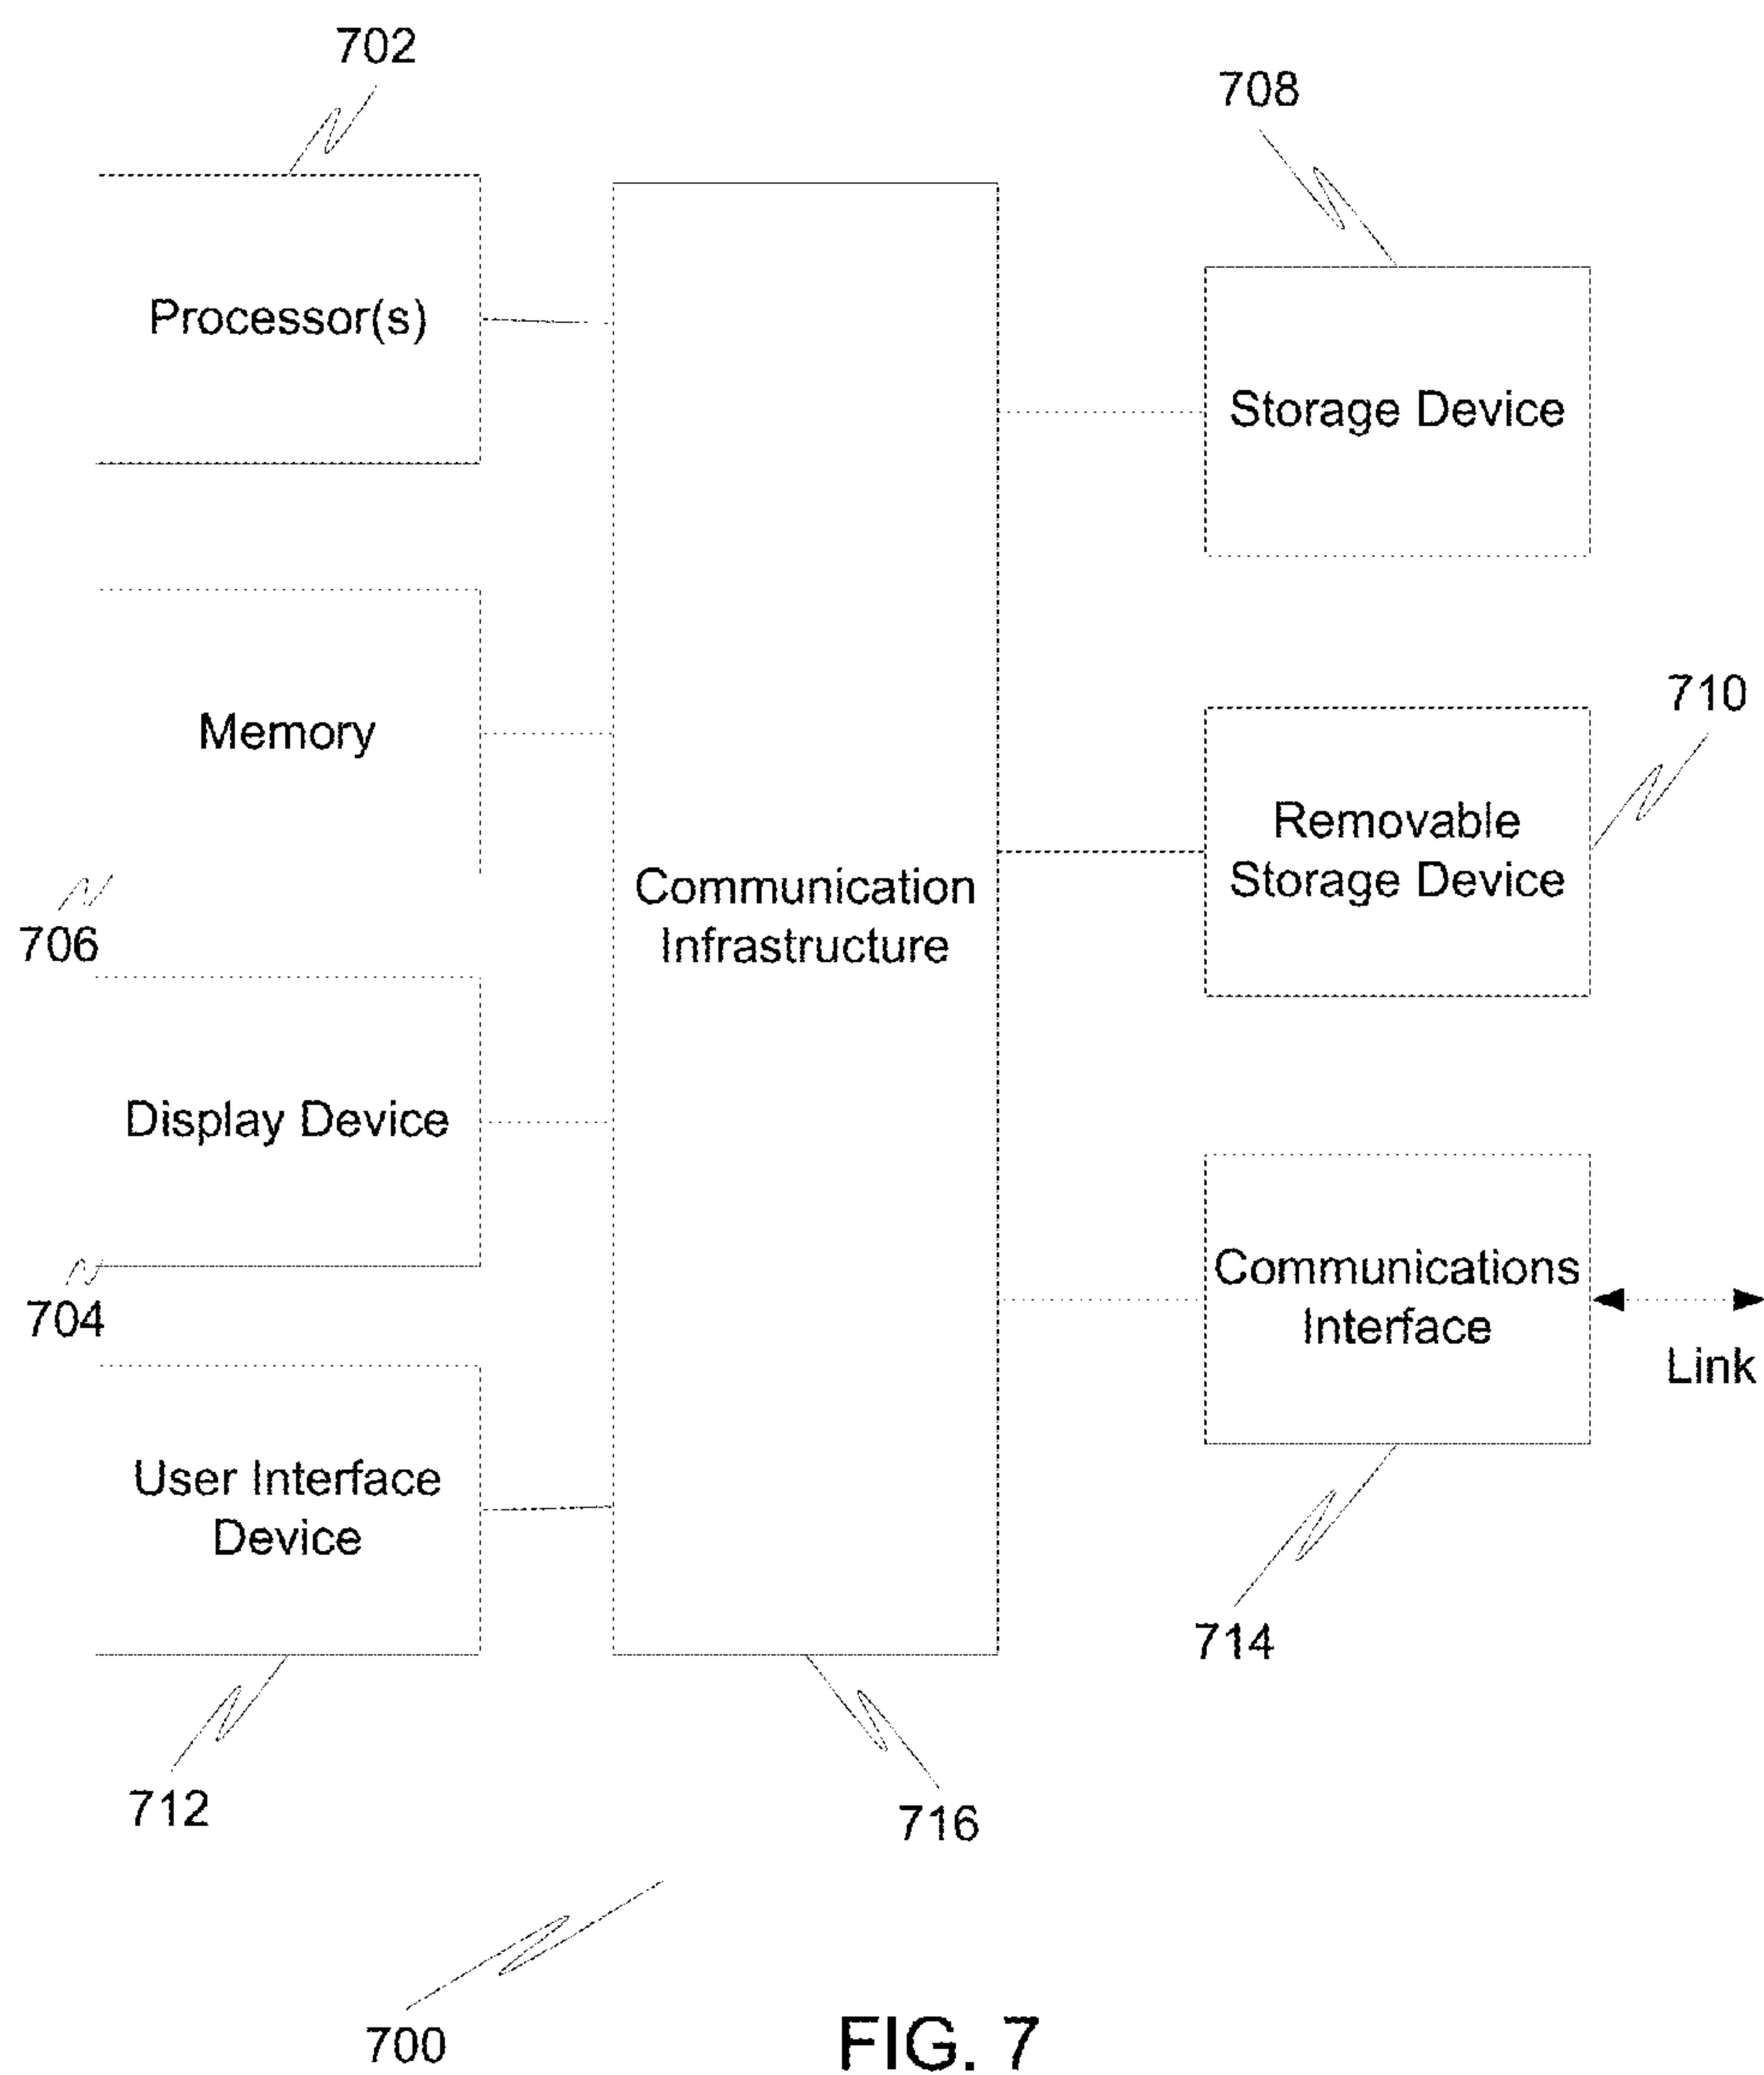 702
708
Processor(s)
Storage Device
710
Memory
Removable
Storage Device
Communication
Infrastructure
706
Display Device
Communications
Interface
704
Link
User Interface
Device
714
712
716
700
FIG. 7